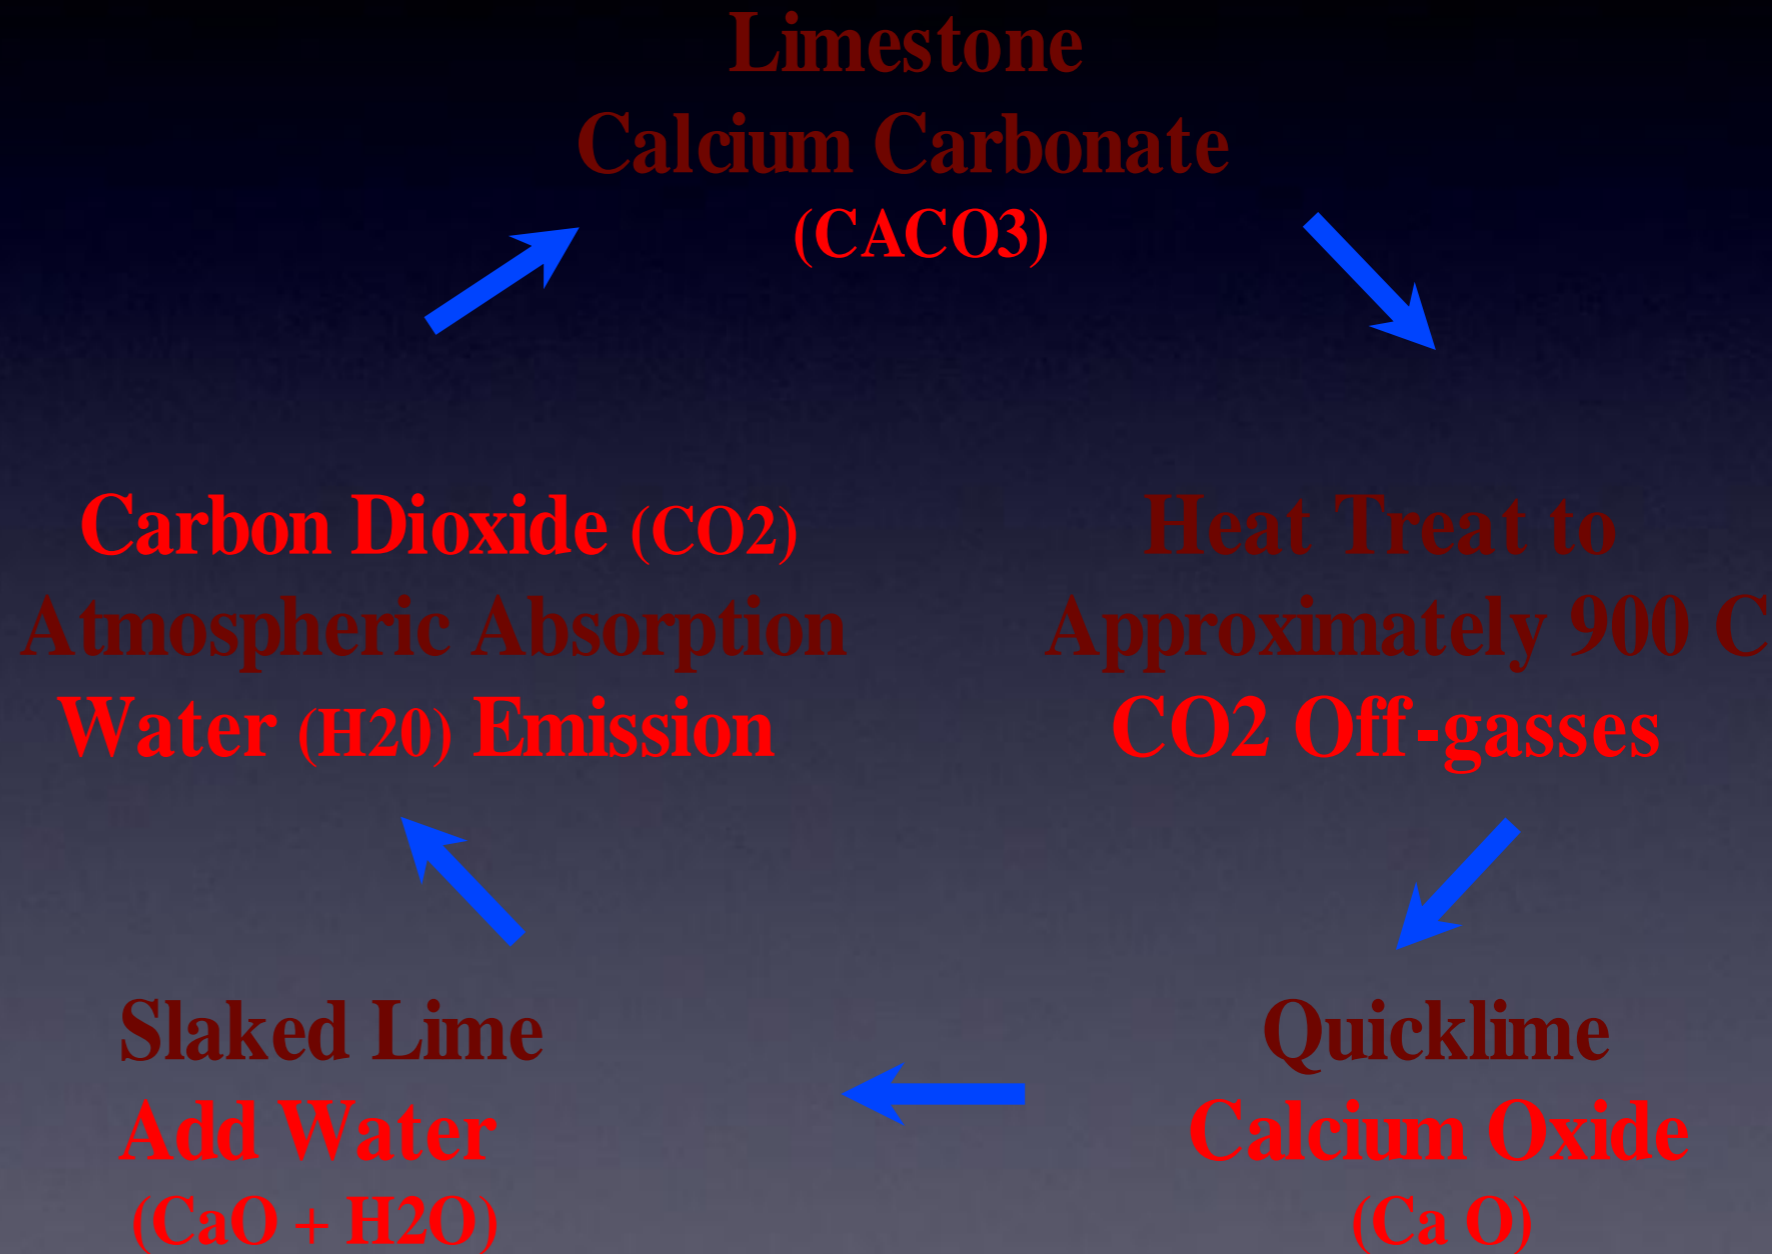 Limestone
Calcium Carbonate
(CACO3)
Carbon Dioxide (CO2)
Atmospheric Absorption
Water (H20) Emission
Heat Treat to
Approximately 900 C
CO2 Off-gasses
Slaked Lime
Add Water
(CaO + H2O)
Quicklime
Calcium Oxide
(Ca O)